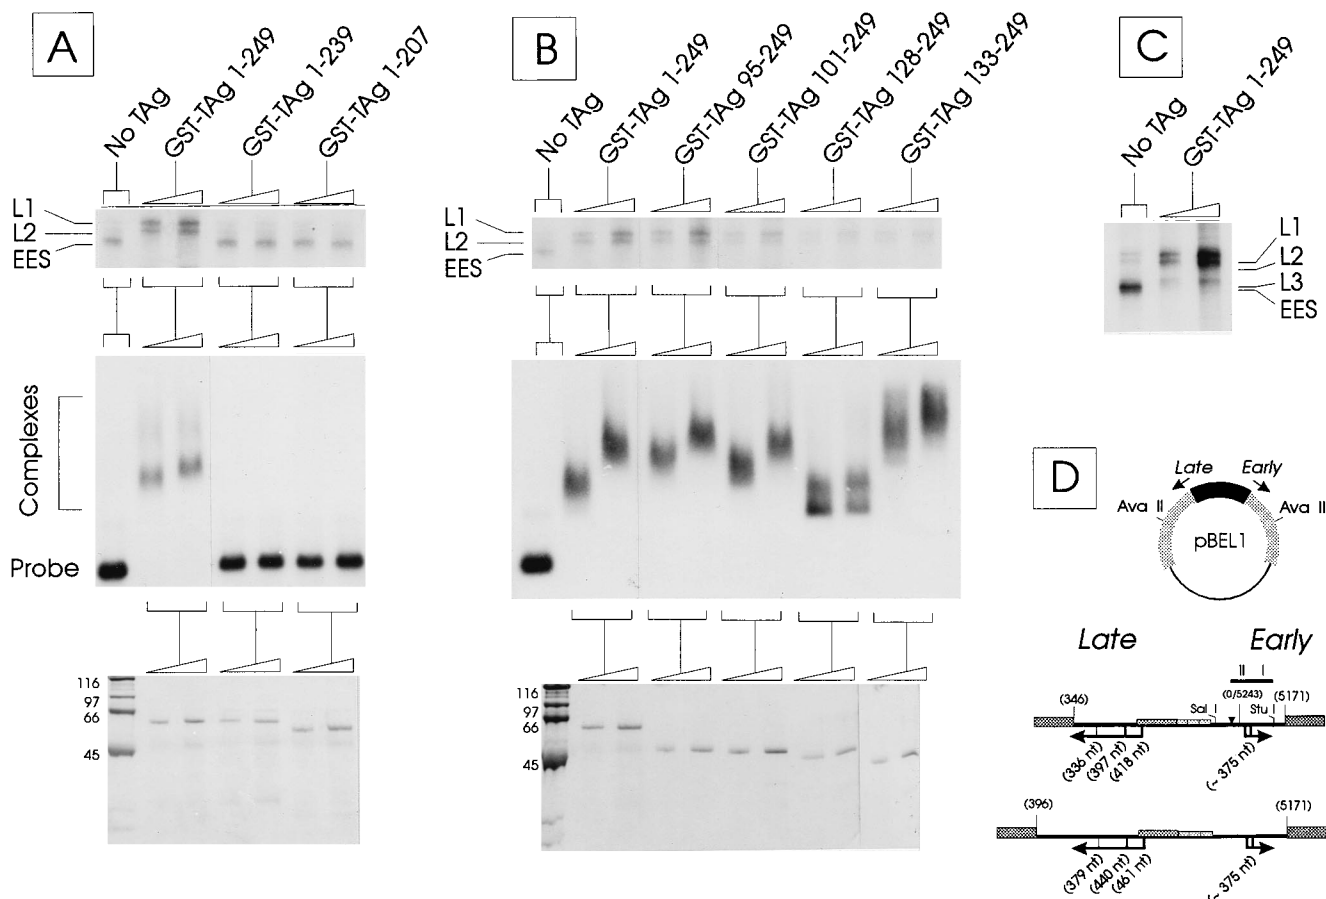 A
No TAg
GST-TAg 1-249
GST-TAg 1-239
GST-TAg 1-207
L1
L2
EES
Complexes
Probe
116
97
66
45
B
No TAg
GST-TAg 1-249
GST-TAg 95-249
GST-TAg 101-249
GST-TAg 128-249
GST-TAg 133-249
L1
L2
EES
116
97
66
45
C
No TAg
GST-TAg 1-249
L1
L2
L3
EES
D
Late Early
Ava II Ava II
pBEL1
Late Early
II I
(346) (0/5243) (5171)
Sal I Stu I
(336 nt) (397 nt) (418 nt) (~ 375 nt)
(396) (5171)
(379 nt) (440 nt) (461 nt) (~ 375 nt)